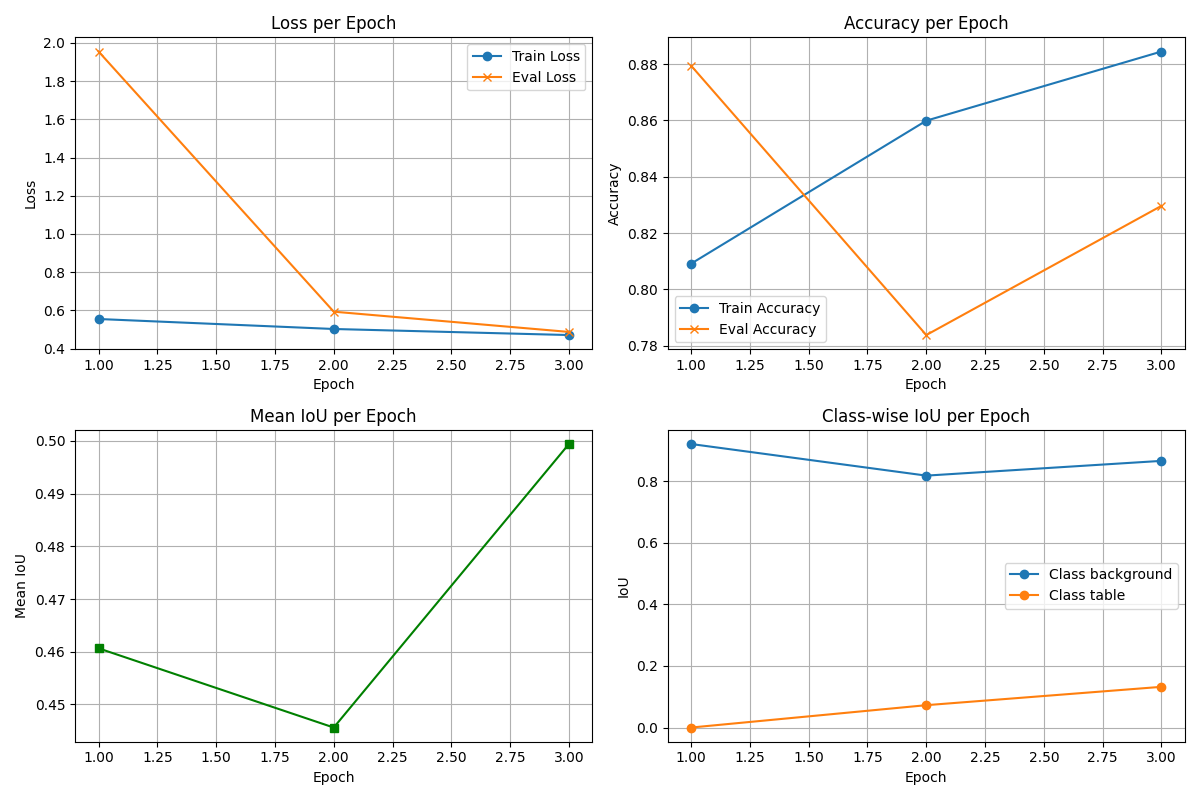 Loss per Epoch
2.0
1.8
1.6
1.4
1.2
1.0
0.8
0.6
0.4
Loss
Train Loss
Eval Loss
1.00 1.25 1.50 1.75 2.00 2.25 2.50 2.75 3.00
Epoch
Accuracy per Epoch
0.88
0.86
0.84
0.82
0.80
0.78
Accuracy
Train Accuracy
Eval Accuracy
1.00 1.25 1.50 1.75 2.00 2.25 2.50 2.75 3.00
Epoch
Mean IoU per Epoch
0.50
0.49
0.48
0.47
0.46
0.45
Mean IoU
1.00 1.25 1.50 1.75 2.00 2.25 2.50 2.75 3.00
Epoch
Class-wise IoU per Epoch
0.8
0.6
0.4
0.2
0.0
IoU
Class background
Class table
1.00 1.25 1.50 1.75 2.00 2.25 2.50 2.75 3.00
Epoch